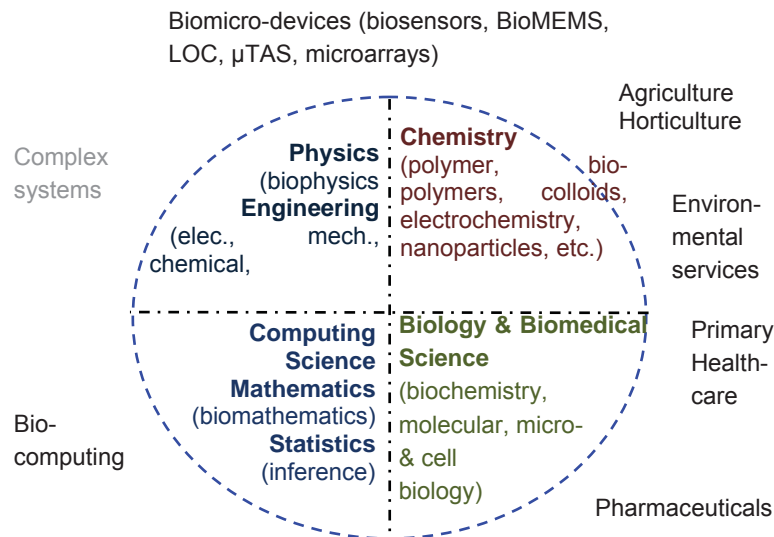 Biomicro-devices (biosensors, BioMEMS,
LOC, µTAS, microarrays)
Agriculture
Horticulture
Complex
systems
Physics
(biophysics
Engineering
(elec., mech.,
chemical,
Chemistry
(polymer, bio-
polymers, colloids,
electrochemistry,
nanoparticles, etc.)
Environ-
mental
services
Computing
Science
Mathematics
(biomathematics)
Statistics
(inference)
Biology & Biomedical
Science
(biochemistry,
molecular, micro-
& cell
biology)
Primary
Health-
care
Bio-
computing
Pharmaceuticals